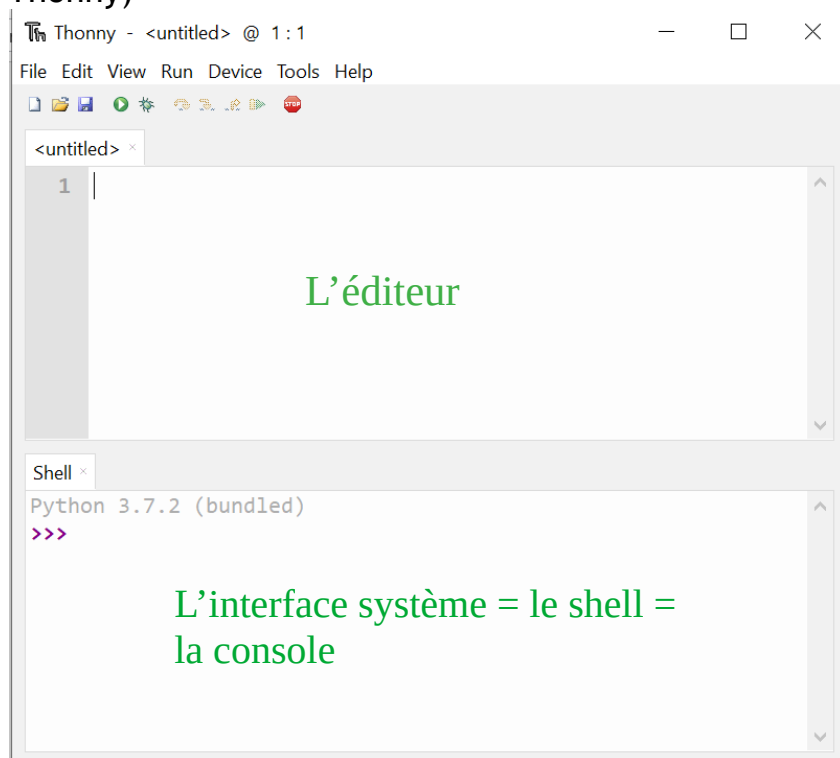 Thonny)
Thonny - <untitled> @ 1:1
File Edit View Run Device Tools Help
STOP
<untitled> ×
1
L’éditeur
Shell ×
Python 3.7.2 (bundled)
>>>
L’interface système = le shell =
la console